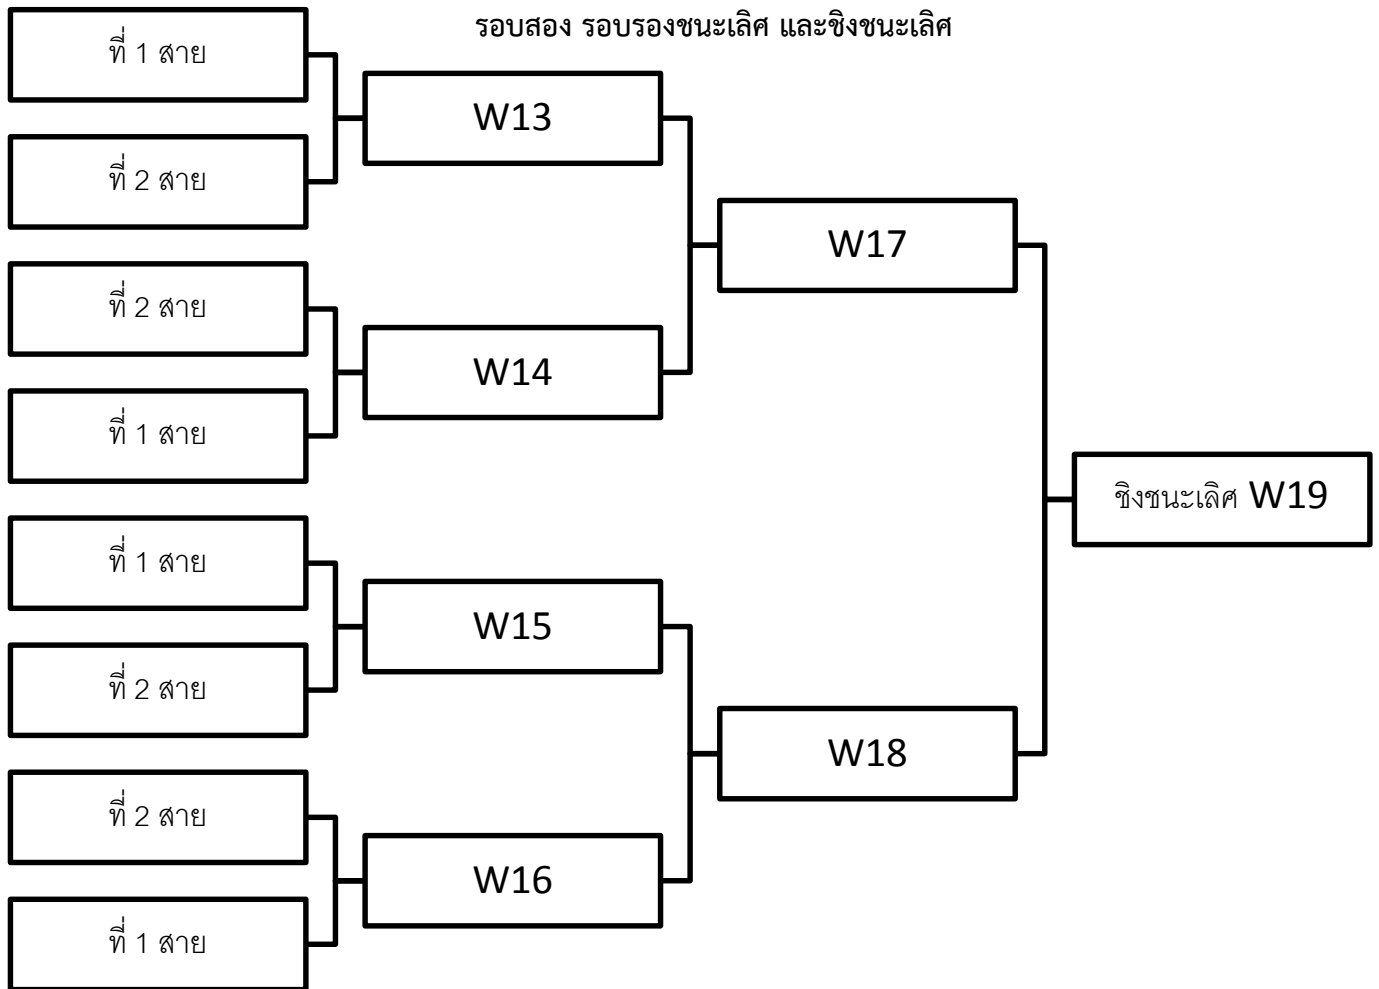 รอบสอง รอบรองชนะเลิศ และชิงชนะเลิศ
ที่ 1 สาย
W13
ที่ 2 สาย
W17
ที่ 2 สาย
W14
ที่ 1 สาย
ชิงชนะเลิศ W19
ที่ 1 สาย
W15
ที่ 2 สาย
W18
ที่ 2 สาย
W16
ที่ 1 สาย